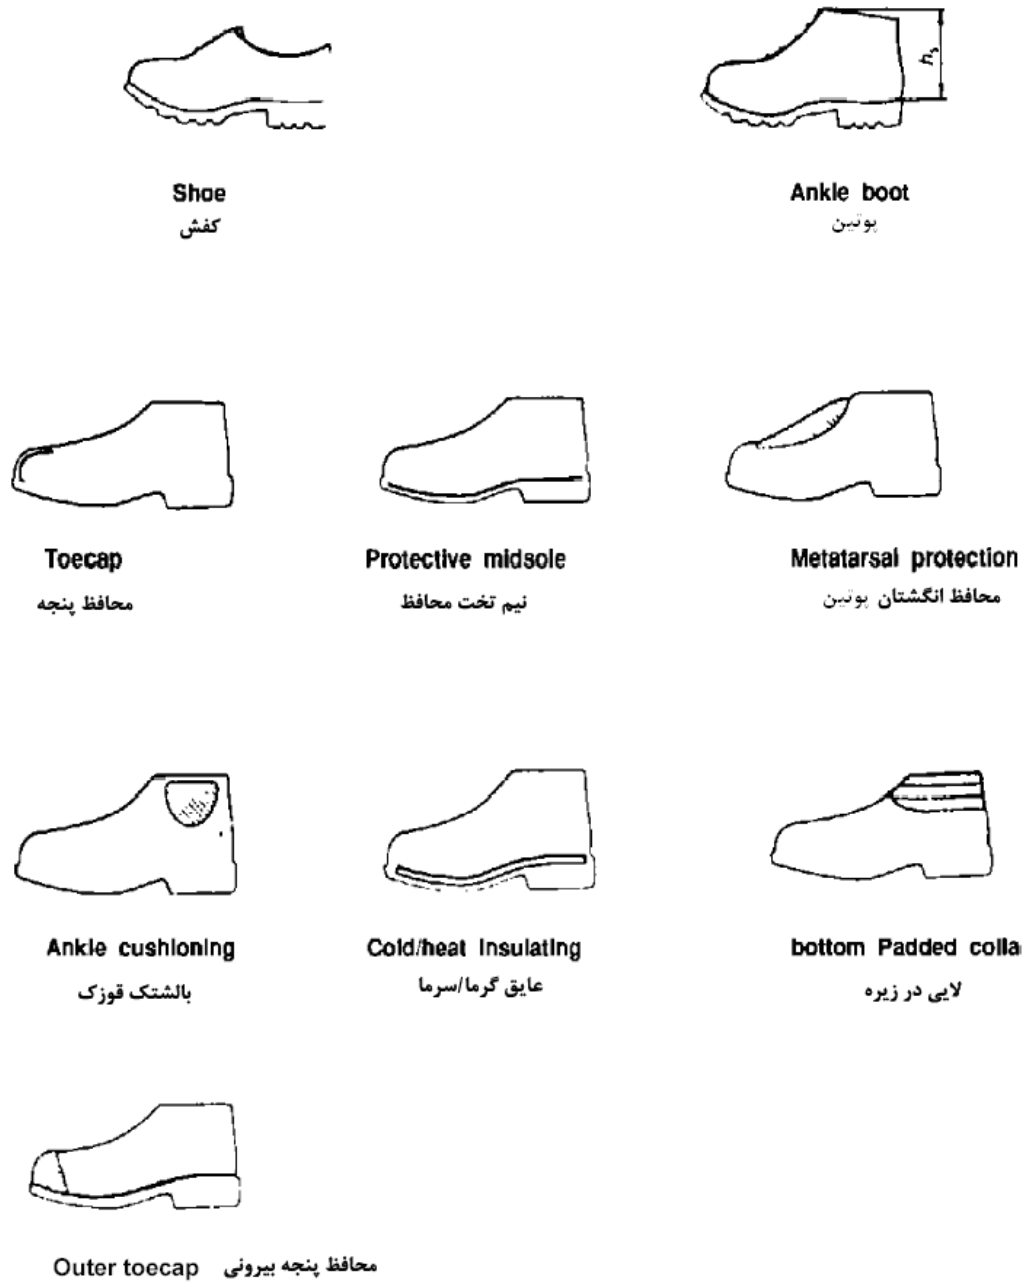 h₅
Shoe
کفش
Ankle boot
پوتین
Toecap
محافظ پنجه
Protective midsole
نیم تخت محافظ
Metatarsal protection
محافظ انگشتان پوتین
Ankle cushioning
بالشتک قوزک
Cold/heat insulating
عایق گرما/سرما
bottom Padded colla
لایی در زیره
Outer toecap محافظ پنجه بیرونی